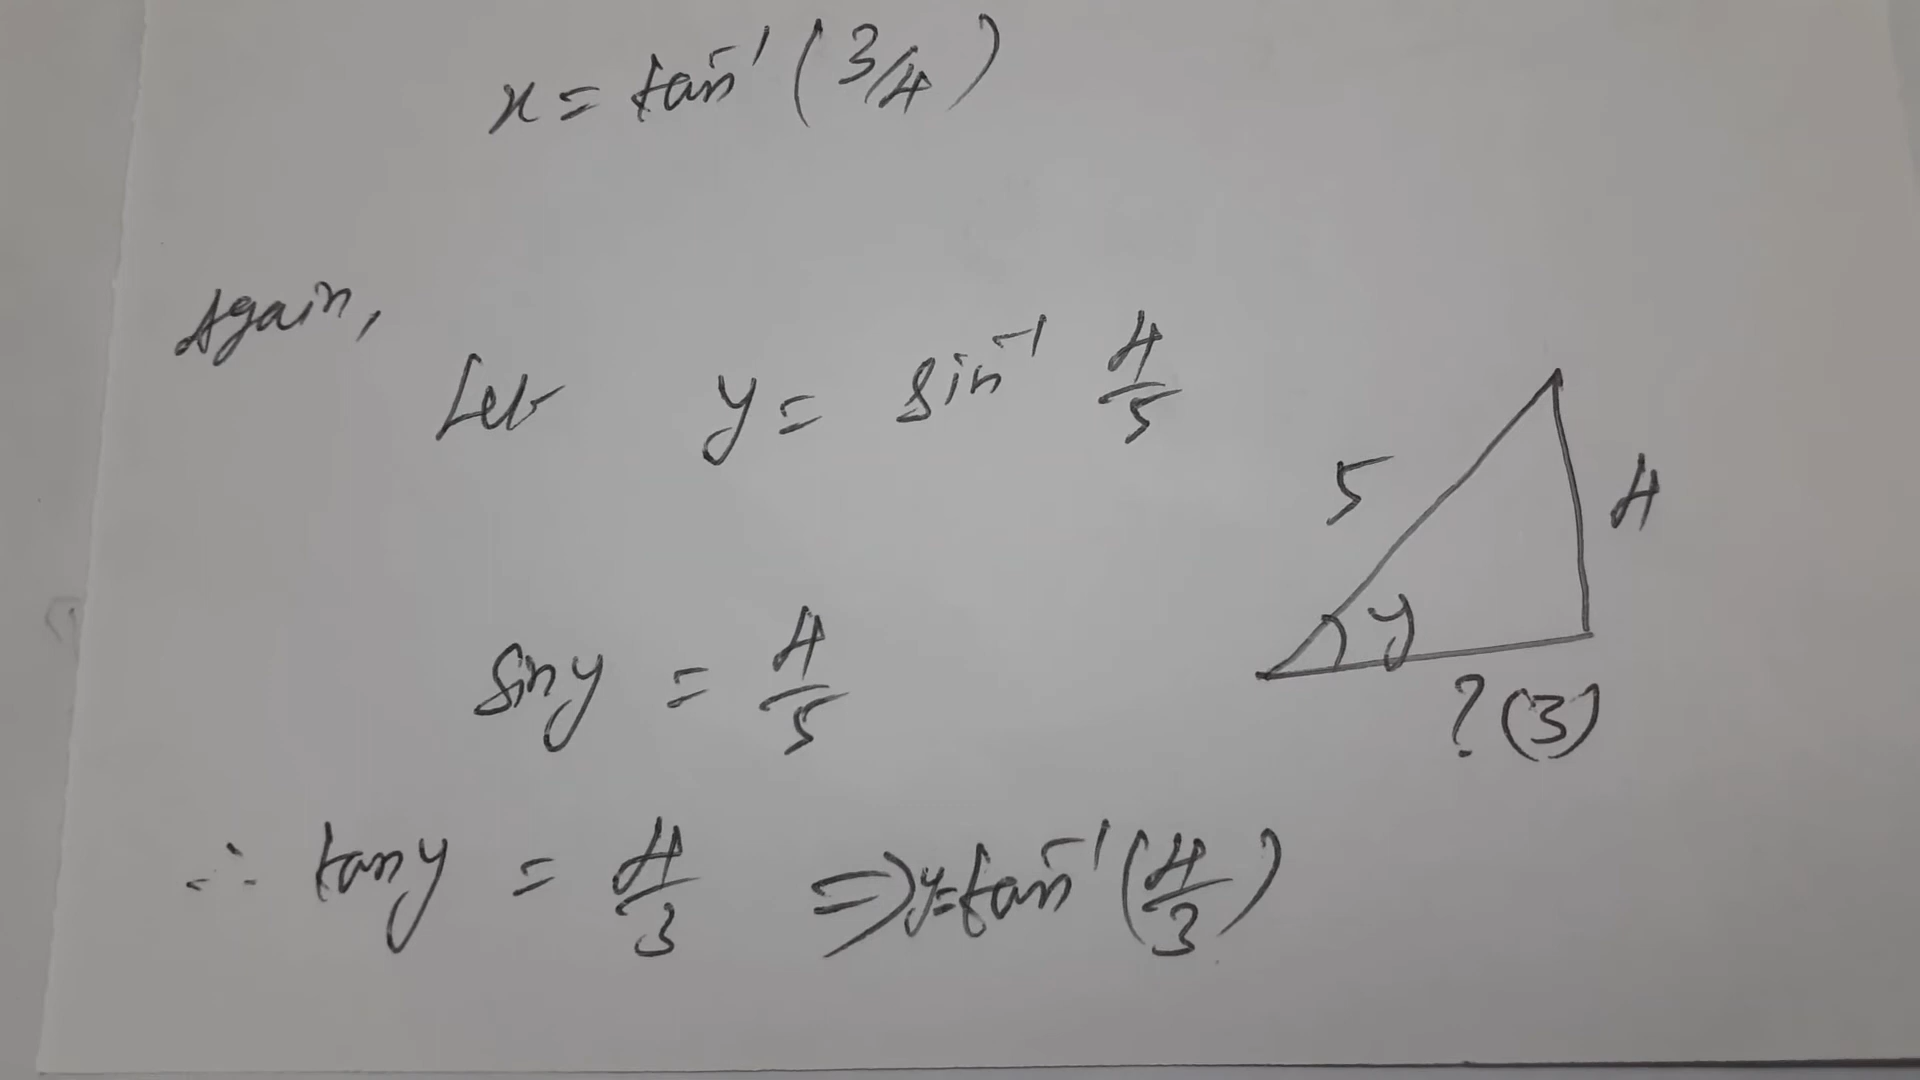 x = tan⁻¹ (3/4)
Again,
Let y = sin⁻¹ 4/5
5
4
y
? (3)
sin y = 4/5
∴ tan y = 4/3 ⇒ y = tan⁻¹ (4/3)